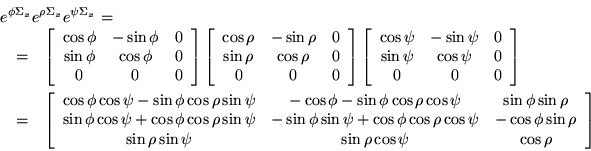 e^{\phi\Sigma_z} e^{\rho\Sigma_x} e^{\psi\Sigma_z} =
= \left[ \begin{array}{ccc} \cos\phi & -\sin\phi & 0 \\ \sin\phi & \cos\phi & 0 \\ 0 & 0 & 0 \end{array} \right] \left[ \begin{array}{ccc} \cos\rho & -\sin\rho & 0 \\ \sin\rho & \cos\rho & 0 \\ 0 & 0 & 0 \end{array} \right] \left[ \begin{array}{ccc} \cos\psi & -\sin\psi & 0 \\ \sin\psi & \cos\psi & 0 \\ 0 & 0 & 0 \end{array} \right]
= \left[ \begin{array}{ccc} \cos\phi\cos\psi - \sin\phi\cos\rho\sin\psi & -\cos\phi - \sin\phi\cos\rho\cos\psi & \sin\phi\sin\rho \\ \sin\phi\cos\psi + \cos\phi\cos\rho\sin\psi & -\sin\phi\sin\psi + \cos\phi\cos\rho\cos\psi & -\cos\phi\sin\rho \\ \sin\rho\sin\psi & \sin\rho\cos\psi & \cos\rho \end{array} \right]